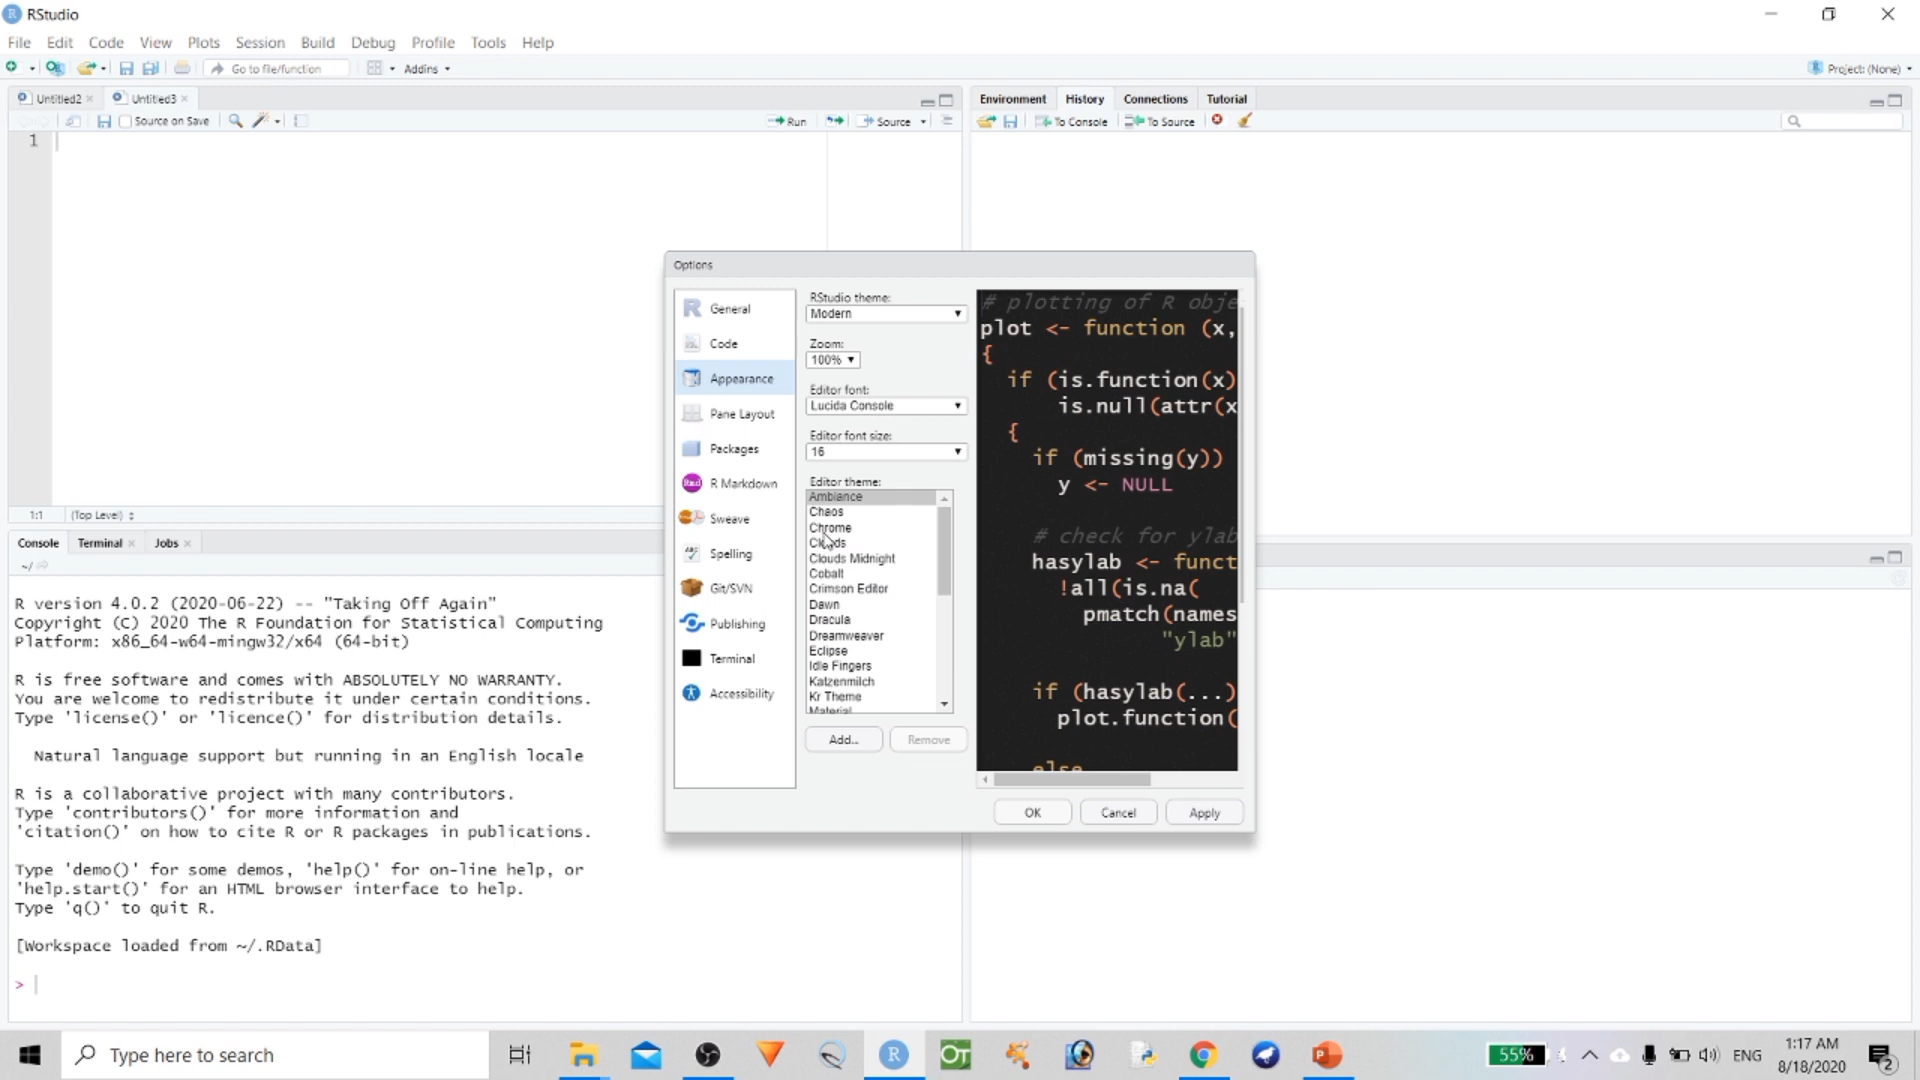 RStudio
File Edit Code View Plots Session Build Debug Profile Tools Help
Go to file/function Addins Project: (None)
Untitled2 Untitled3
Source on Save Run Source
1
1:1 (Top Level)
Console Terminal Jobs
~/
R version 4.0.2 (2020-06-22) -- "Taking Off Again"
Copyright (C) 2020 The R Foundation for Statistical Computing
Platform: x86_64-w64-mingw32/x64 (64-bit)
R is free software and comes with ABSOLUTELY NO WARRANTY.
You are welcome to redistribute it under certain conditions.
Type 'license()' or 'licence()' for distribution details.
Natural language support but running in an English locale
R is a collaborative project with many contributors.
Type 'contributors()' for more information and
'citation()' on how to cite R or R packages in publications.
Type 'demo()' for some demos, 'help()' for on-line help, or
'help.start()' for an HTML browser interface to help.
Type 'q()' to quit R.
[Workspace loaded from ~/.RData]
>
Environment History Connections Tutorial
To Console To Source
Options
General
Code
Appearance
Pane Layout
Packages
R Markdown
Sweave
Spelling
Git/SVN
Publishing
Terminal
Accessibility
RStudio theme:
Modern
Zoom:
100%
Editor font:
Lucida Console
Editor font size:
16
Editor theme:
Ambiance
Chaos
Chrome
Clouds
Clouds Midnight
Cobalt
Crimson Editor
Dawn
Dracula
Dreamweaver
Eclipse
Idle Fingers
Katzenmilch
Kr Theme
Material
Add... Remove
# plotting of R obje
plot <- function (x,
{
if (is.function(x)
is.null(attr(x
{
if (missing(y))
y <- NULL
# check for ylab
hasylab <- funct
!all(is.na(
pmatch(names
"ylab"
if (hasylab(...)
plot.function(
else
OK Cancel Apply
Type here to search
55% ENG
1:17 AM
8/18/2020
2